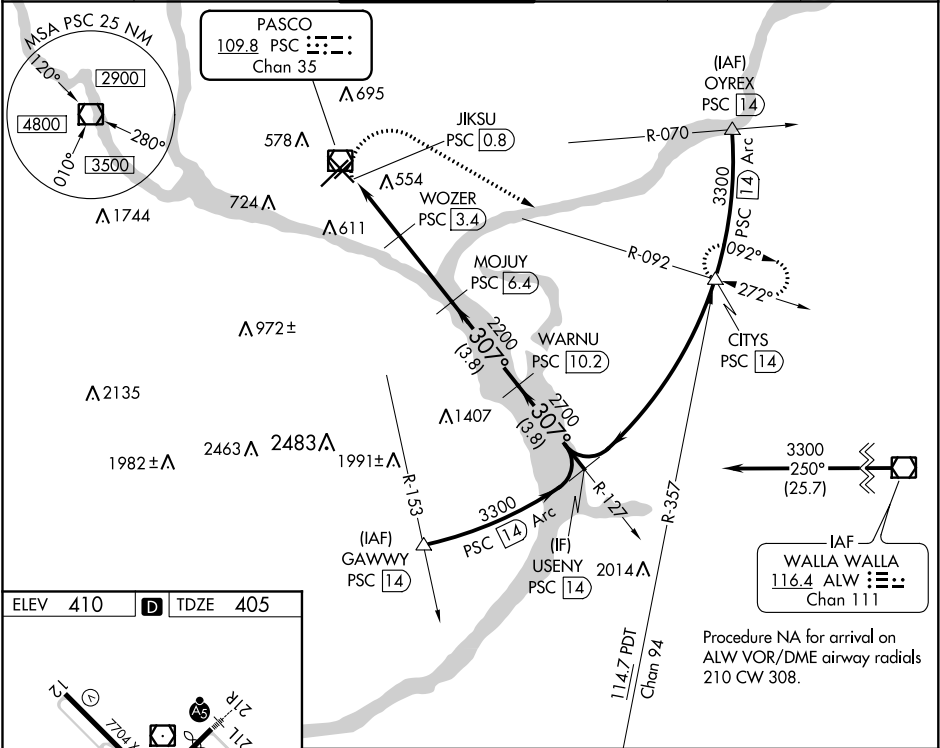 MSA PSC 25 NM
120°
2900
4800
280°
010°
3500
PASCO
109.8 PSC
Chan 35
695
578
JIKSU
PSC 0.8
554
724
WOZER
PSC 3.4
611
1744
(IAF)
OYREX
PSC 14
R-070
3300
PSC 14 Arc
MOJUY
PSC 6.4
R-092
092°
272°
CITYS
PSC 14
2200
307°
(3.8)
972±
WARNU
PSC 10.2
2135
2700
307°
(3.8)
1407
1982±
2463
2483
1991±
R-153
R-127
R-357
3300
250°
(25.7)
3300
PSC 14 Arc
(IAF)
GAWWY
PSC 14
(IF)
USENY
PSC 14
2014
IAF
WALLA WALLA
116.4 ALW
Chan 111
114.7 PDT
Chan 94
Procedure NA for arrival on
ALW VOR/DME airway radials
210 CW 308.
ELEV 410 D TDZE 405
12
V
7704 X
A5
21R
21L